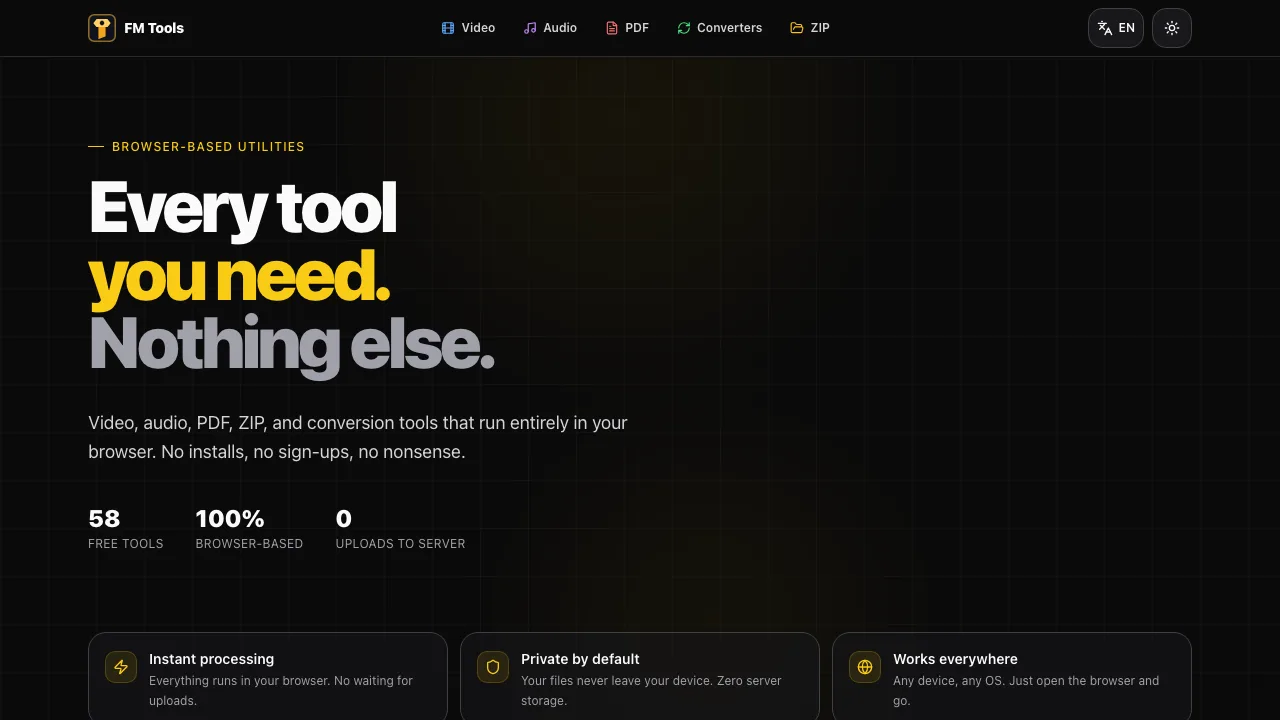 FM Tools
Video
Audio
PDF
Converters
ZIP
EN
BROWSER-BASED UTILITIES
Every tool
you need.
Nothing else.
Video, audio, PDF, ZIP, and conversion tools that run entirely in your
browser. No installs, no sign-ups, no nonsense.
58
FREE TOOLS
100%
BROWSER-BASED
0
UPLOADS TO SERVER
Instant processing
Everything runs in your browser. No waiting for
uploads.
Private by default
Your files never leave your device. Zero server
storage.
Works everywhere
Any device, any OS. Just open the browser and
go.